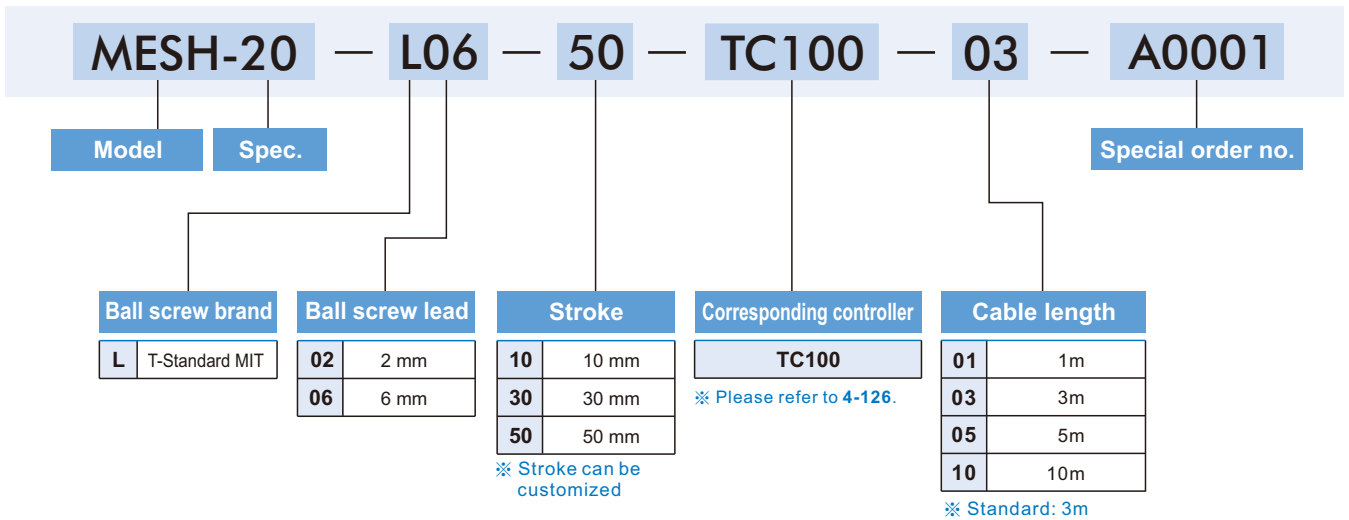 MESH-20 — L06 — 50 — TC100 — 03 — A0001
Model Spec. Special order no.
Ball screw brand
L T-Standard MIT
Ball screw lead
02 2 mm
06 6 mm
Stroke
10 10 mm
30 30 mm
50 50 mm
※ Stroke can be
customized
Corresponding controller
TC100
※ Please refer to 4-126.
Cable length
01 1m
03 3m
05 5m
10 10m
※ Standard: 3m